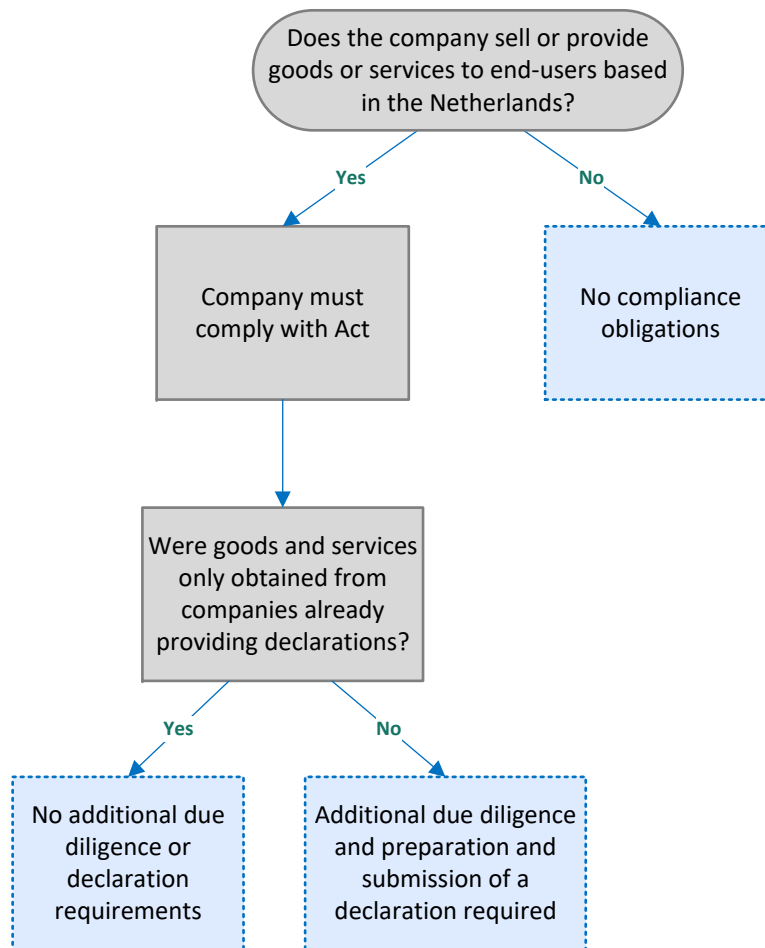 Does the company sell or provide
goods or services to end-users based
in the Netherlands?
Yes
No
Company must
comply with Act
No compliance
obligations
Were goods and services
only obtained from
companies already
providing declarations?
Yes
No
No additional due
diligence or
declaration
requirements
Additional due diligence
and preparation and
submission of a
declaration required